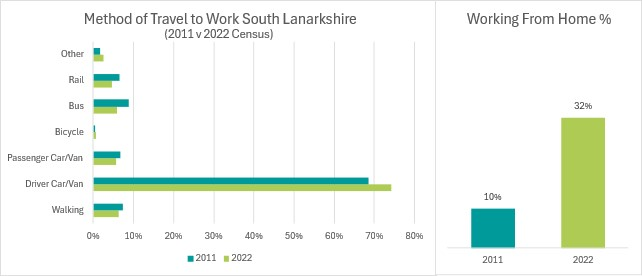 Method of Travel to Work South Lanarkshire
(2011 v 2022 Census)
Other
Rail
Bus
Bicycle
Passenger Car/Van
Driver Car/Van
Walking
0% 10% 20% 30% 40% 50% 60% 70% 80%
2011 2022
Working From Home %
32%
10%
2011 2022